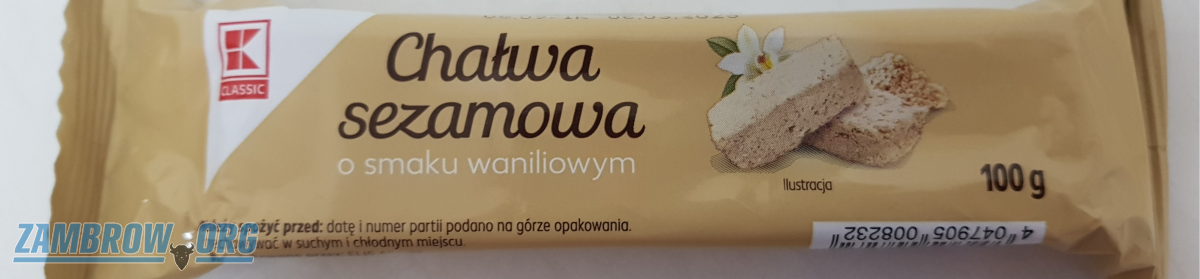 K
CLASSIC
Chałwa
sezamowa
o smaku waniliowym
Ilustracja
100 g
przed: datę i numer partii podano na górze opakowania.
w suchym i chłodnym miejscu.
4 047905 008232
ZAMBROW.ORG